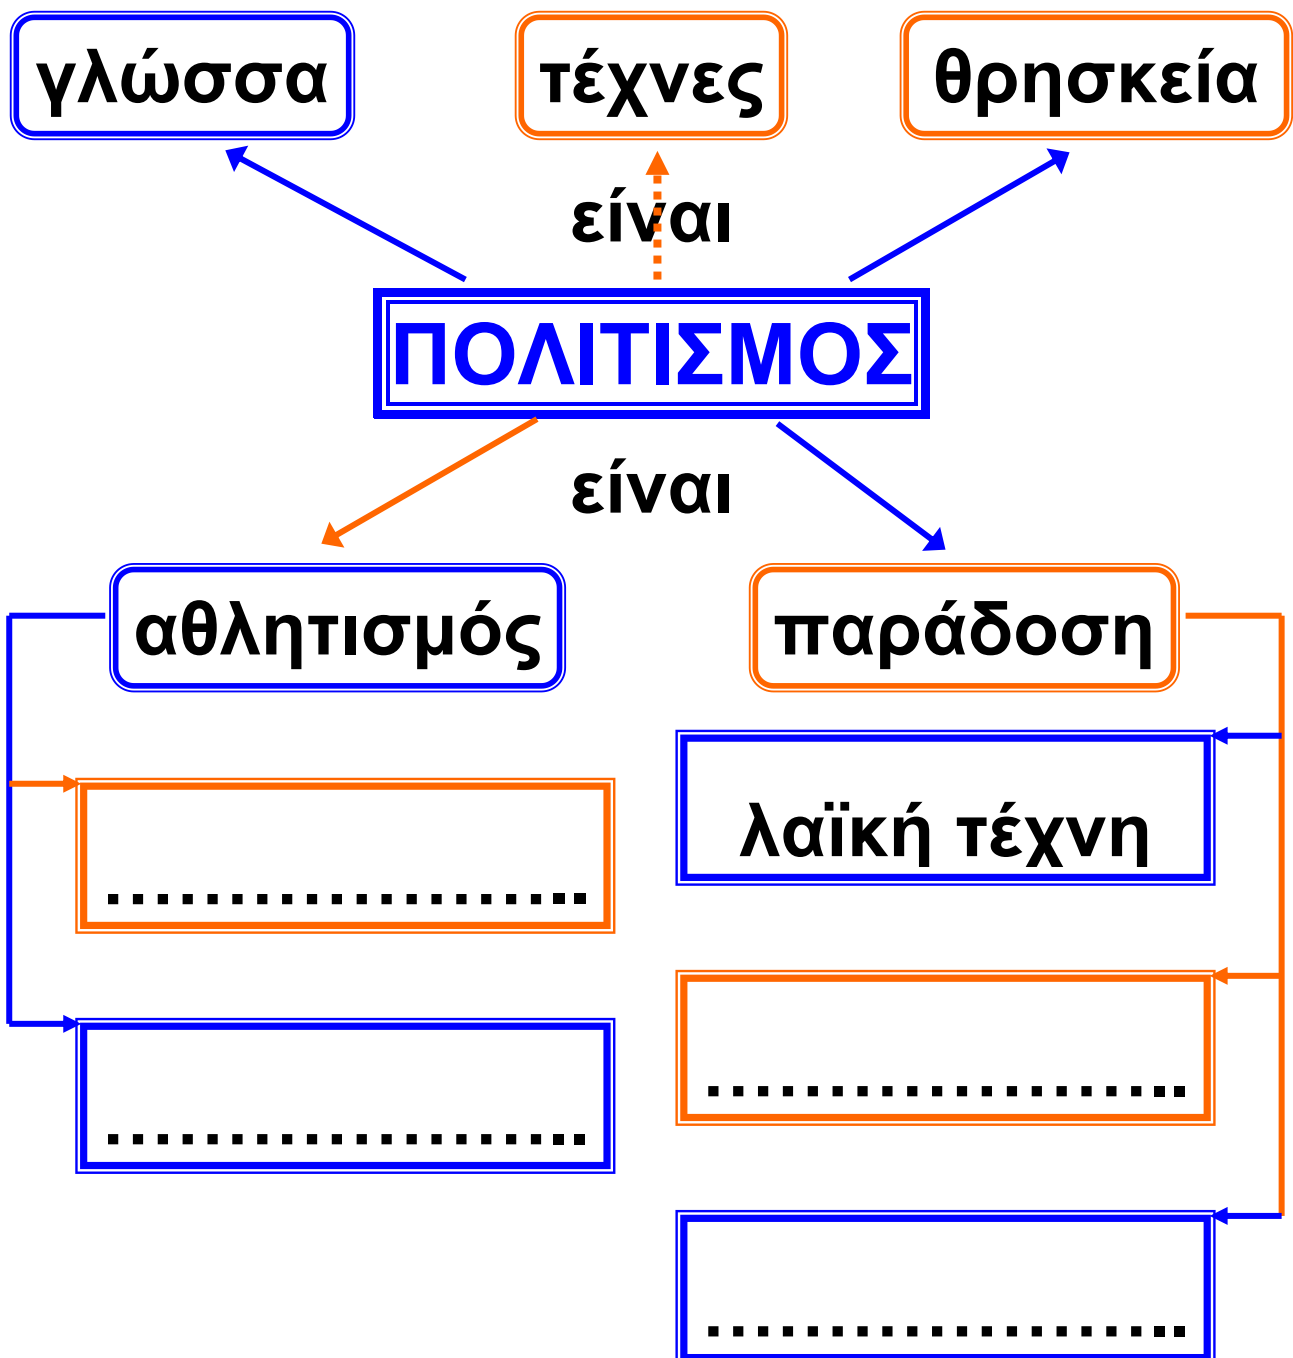 γλώσσα
τέχνες
θρησκεία
είναι
ΠΟΛΙΤΙΣΜΟΣ
είναι
αθλητισμός
παράδοση
λαϊκή τέχνη
…………………..
…………………..
…………………..
…………………..